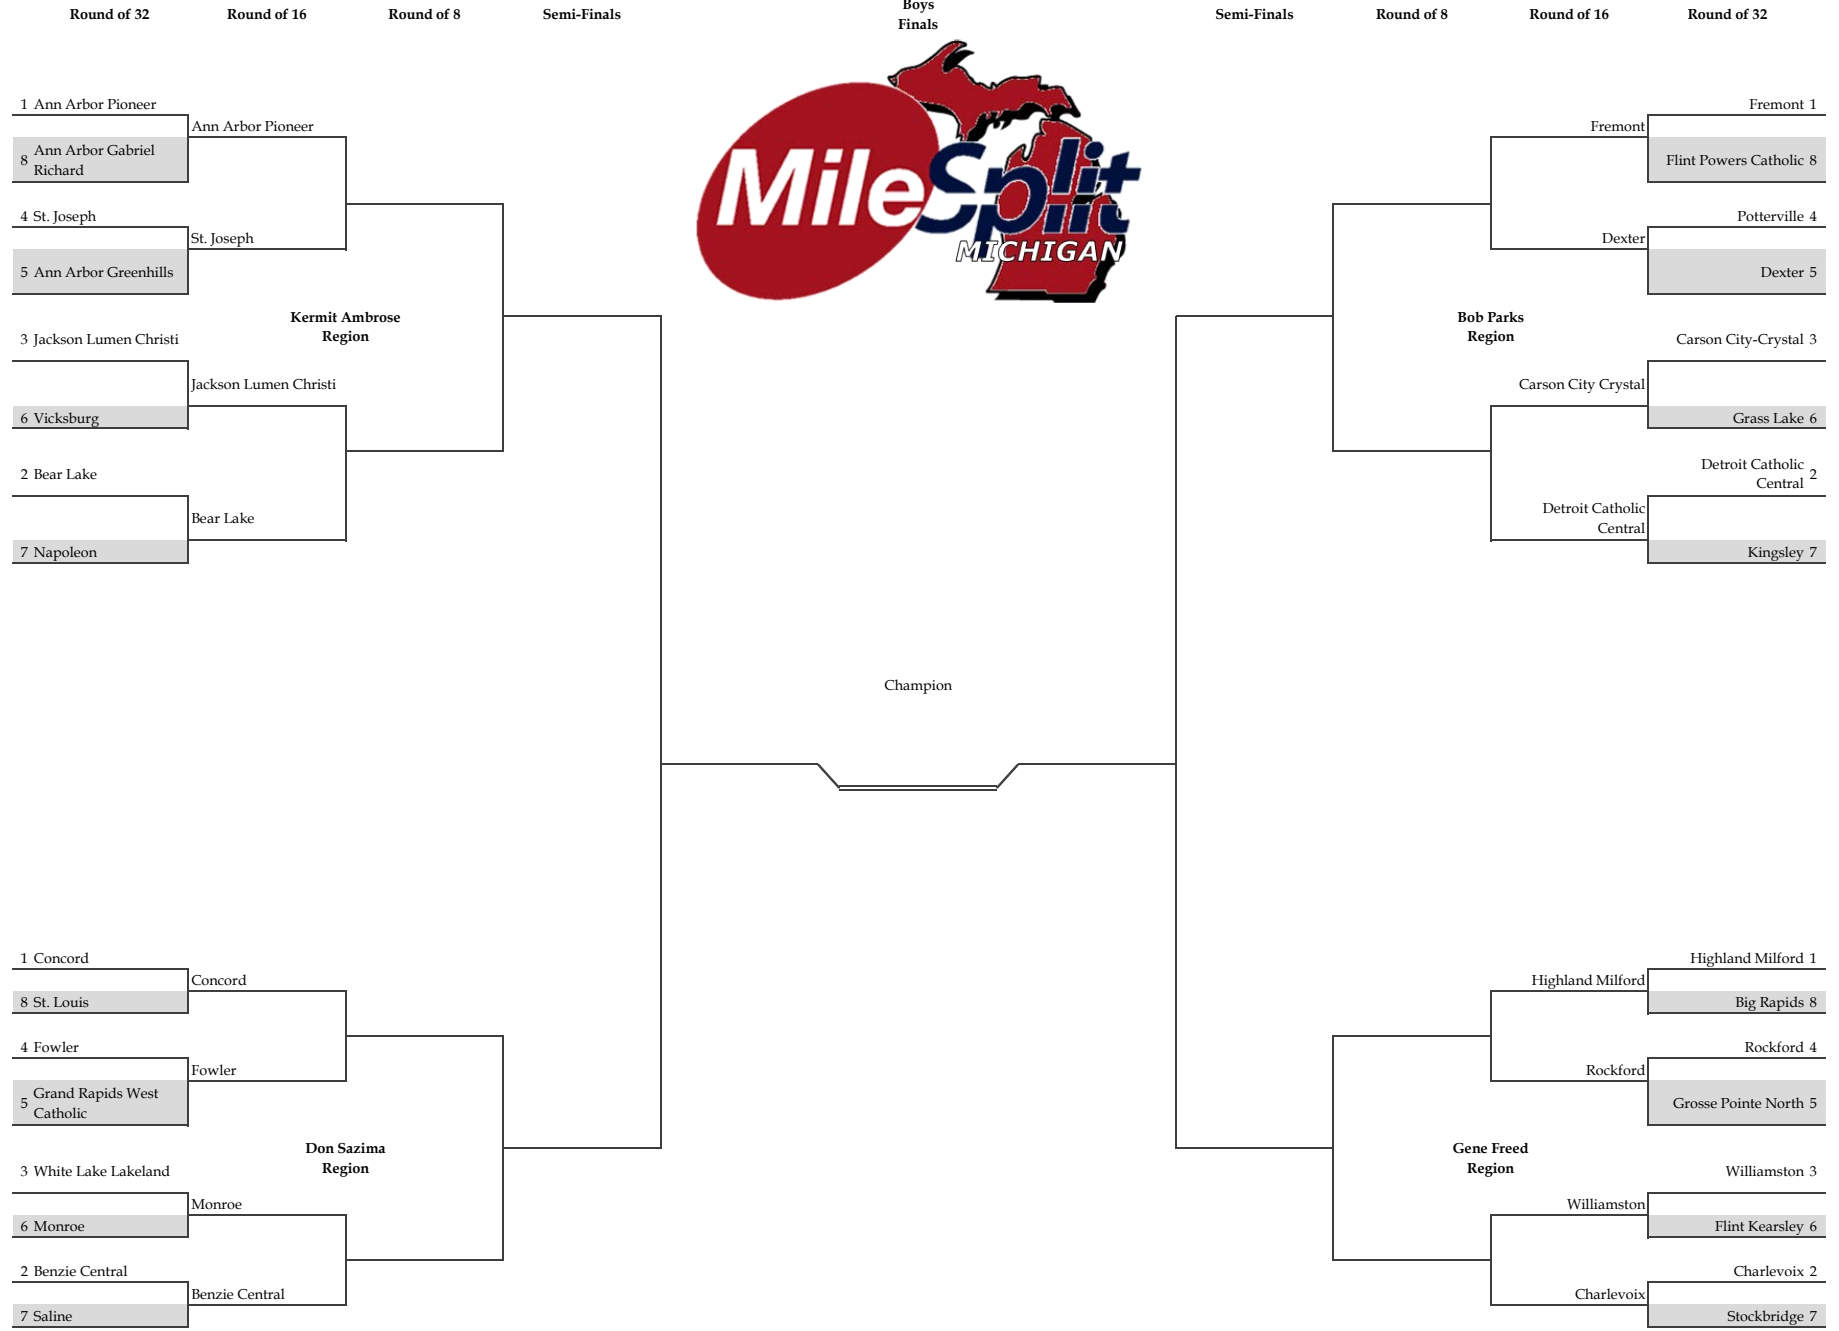 Round of 32
Round of 16
Round of 8
Semi-Finals
Boys
Finals
Semi-Finals
Round of 8
Round of 16
Round of 32
MileSplit
MICHIGAN
1 Ann Arbor Pioneer
Ann Arbor Pioneer
8 Ann Arbor Gabriel
Richard
4 St. Joseph
St. Joseph
5 Ann Arbor Greenhills
Kermit Ambrose
Region
3 Jackson Lumen Christi
Jackson Lumen Christi
6 Vicksburg
2 Bear Lake
Bear Lake
7 Napoleon
Fremont 1
Fremont
Flint Powers Catholic 8
Potterville 4
Dexter
Dexter 5
Bob Parks
Region
Carson City-Crystal 3
Carson City Crystal
Grass Lake 6
Detroit Catholic
Central 2
Detroit Catholic
Central
Kingsley 7
Champion
1 Concord
Concord
8 St. Louis
4 Fowler
Fowler
5 Grand Rapids West
Catholic
Don Sazima
Region
3 White Lake Lakeland
Monroe
6 Monroe
2 Benzie Central
Benzie Central
7 Saline
Highland Milford 1
Highland Milford
Big Rapids 8
Rockford 4
Rockford
Grosse Pointe North 5
Gene Freed
Region
Williamston 3
Williamston
Flint Kearsley 6
Charlevoix 2
Charlevoix
Stockbridge 7